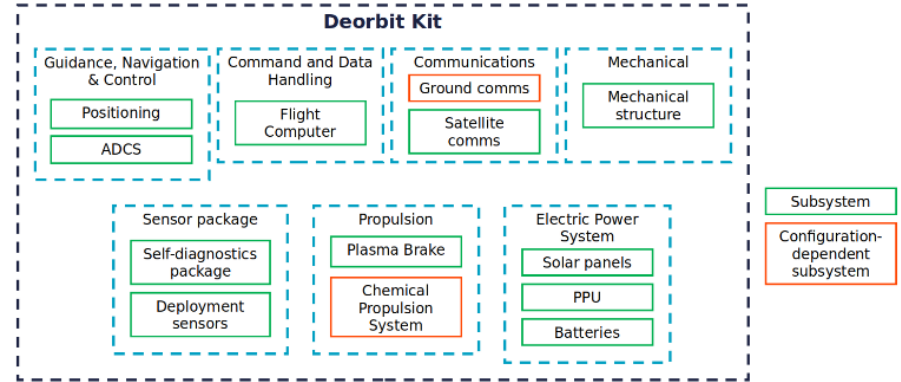 Deorbit Kit
Guidance, Navigation
& Control
Positioning
ADCS
Command and Data
Handling
Flight
Computer
Communications
Ground comms
Satellite
comms
Mechanical
Mechanical
structure
Sensor package
Self-diagnostics
package
Deployment
sensors
Propulsion
Plasma Brake
Chemical
Propulsion
System
Electric Power
System
Solar panels
PPU
Batteries
Subsystem
Configuration-
dependent
subsystem